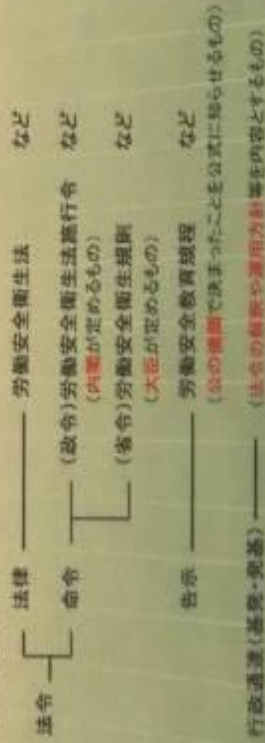 法令
法律 労働安全衛生法 など
命令 (政令)労働安全衛生法施行令 など
(内閣が定めるもの)
(省令)労働安全衛生規則 など
(大臣が定めるもの)
告示 労働安全教育規程 など
(公の機関で決まったことを公式に知らせるもの)
行政通達(基発・発基) (法令の解釈や運用方針等を内容とするもの)